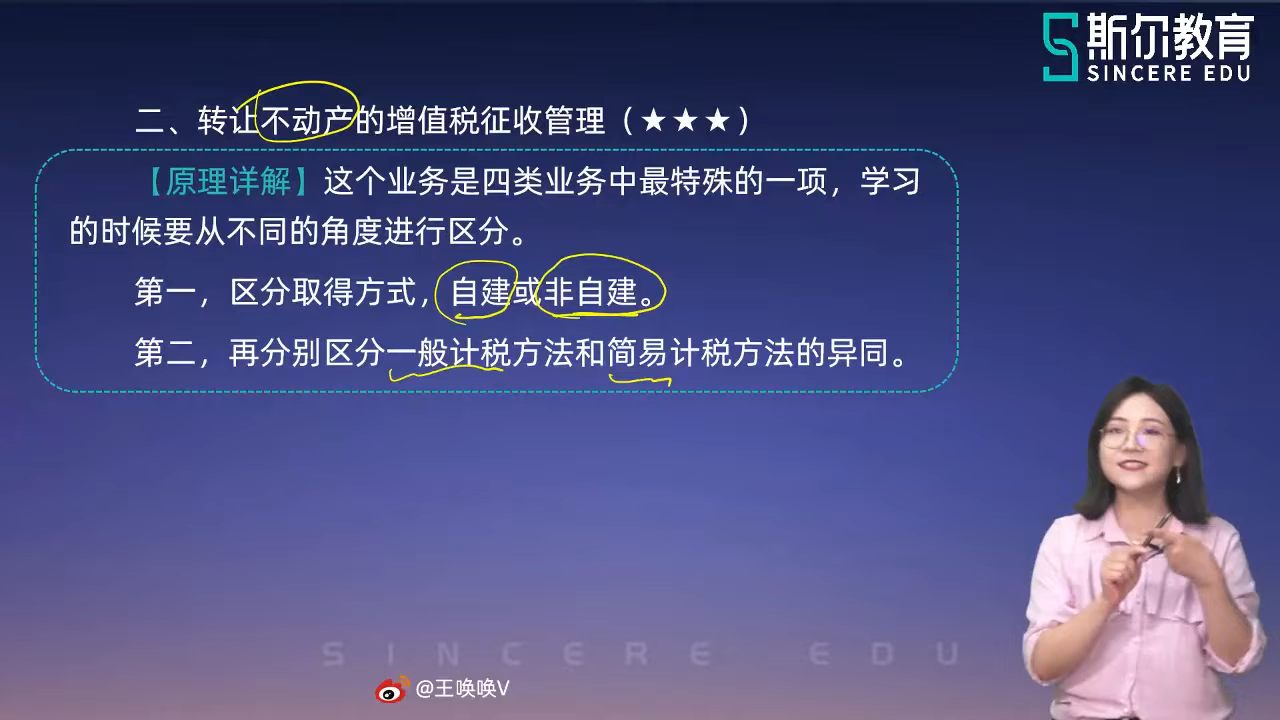 斯尔教育
SINCERE EDU
二、转让不动产的增值税征收管理（★★★）
【原理详解】这个业务是四类业务中最特殊的一项，学习
的时候要从不同的角度进行区分。
第一，区分取得方式，自建或非自建。
第二，再分别区分一般计税方法和简易计税方法的异同。
SINCERE EDU
@王唤唤V